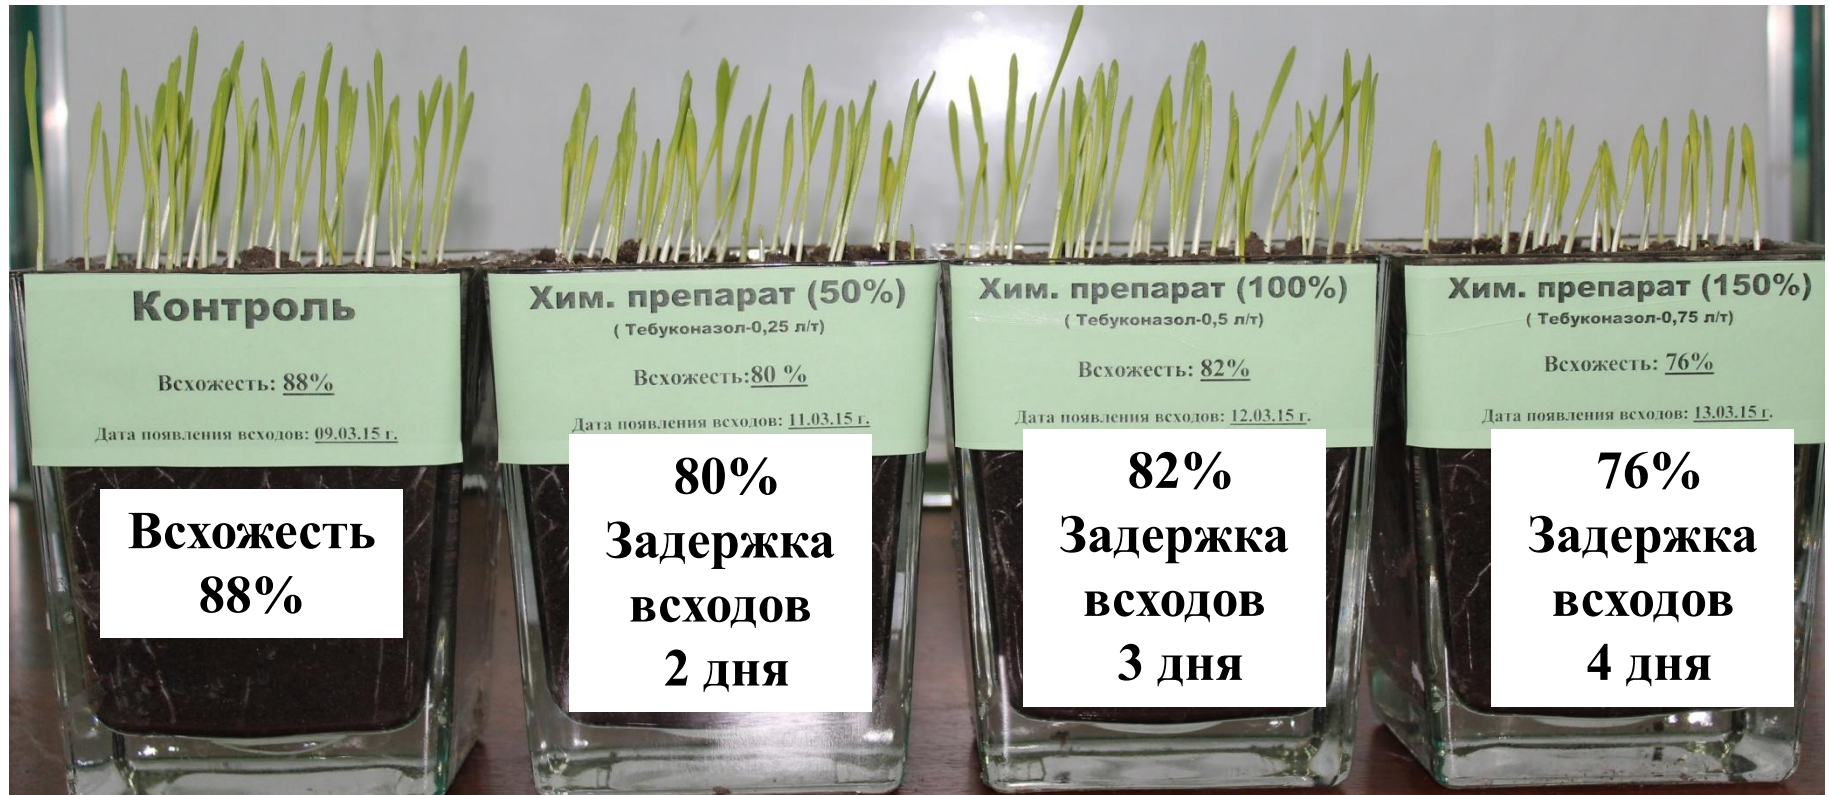 Контроль
Всхожесть: 88%
Дата появления всходов: 09.03.15 г.
Всхожесть
88%
Хим. препарат (50%)
( Тебуконазол-0,25 л/т)
Всхожесть:80 %
Дата появления всходов: 11.03.15 г.
80%
Задержка
всходов
2 дня
Хим. препарат (100%)
( Тебуконазол-0,5 л/т)
Всхожесть: 82%
Дата появления всходов: 12.03.15 г.
82%
Задержка
всходов
3 дня
Хим. препарат (150%)
( Тебуконазол-0,75 л/т)
Всхожесть: 76%
Дата появления всходов: 13.03.15 г.
76%
Задержка
всходов
4 дня